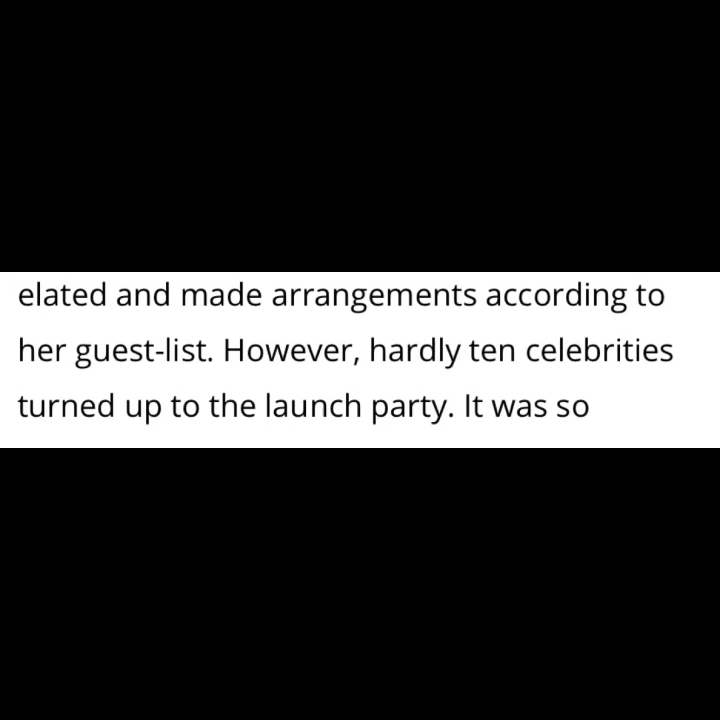 elated and made arrangements according to
her guest-list. However, hardly ten celebrities
turned up to the launch party. It was so